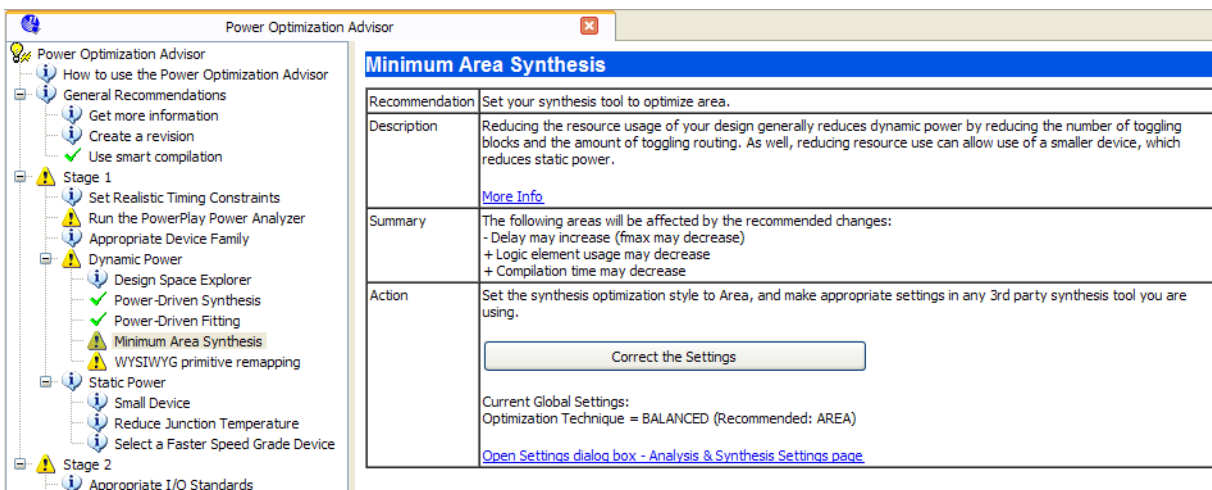 Power Optimization Advisor
Power Optimization Advisor
How to use the Power Optimization Advisor
General Recommendations
Get more information
Create a revision
Use smart compilation
Stage 1
Set Realistic Timing Constraints
Run the PowerPlay Power Analyzer
Appropriate Device Family
Dynamic Power
Design Space Explorer
Power-Driven Synthesis
Power-Driven Fitting
Minimum Area Synthesis
WYSIWYG primitive remapping
Static Power
Small Device
Reduce Junction Temperature
Select a Faster Speed Grade Device
Stage 2
Appropriate I/O Standards
Minimum Area Synthesis
Recommendation Set your synthesis tool to optimize area.
Description Reducing the resource usage of your design generally reduces dynamic power by reducing the number of toggling
blocks and the amount of toggling routing. As well, reducing resource use can allow use of a smaller device, which
reduces static power.
More Info
Summary The following areas will be affected by the recommended changes:
- Delay may increase (fmax may decrease)
+ Logic element usage may decrease
+ Compilation time may decrease
Action Set the synthesis optimization style to Area, and make appropriate settings in any 3rd party synthesis tool you are
using.
Correct the Settings
Current Global Settings:
Optimization Technique = BALANCED (Recommended: AREA)
Open Settings dialog box - Analysis & Synthesis Settings page